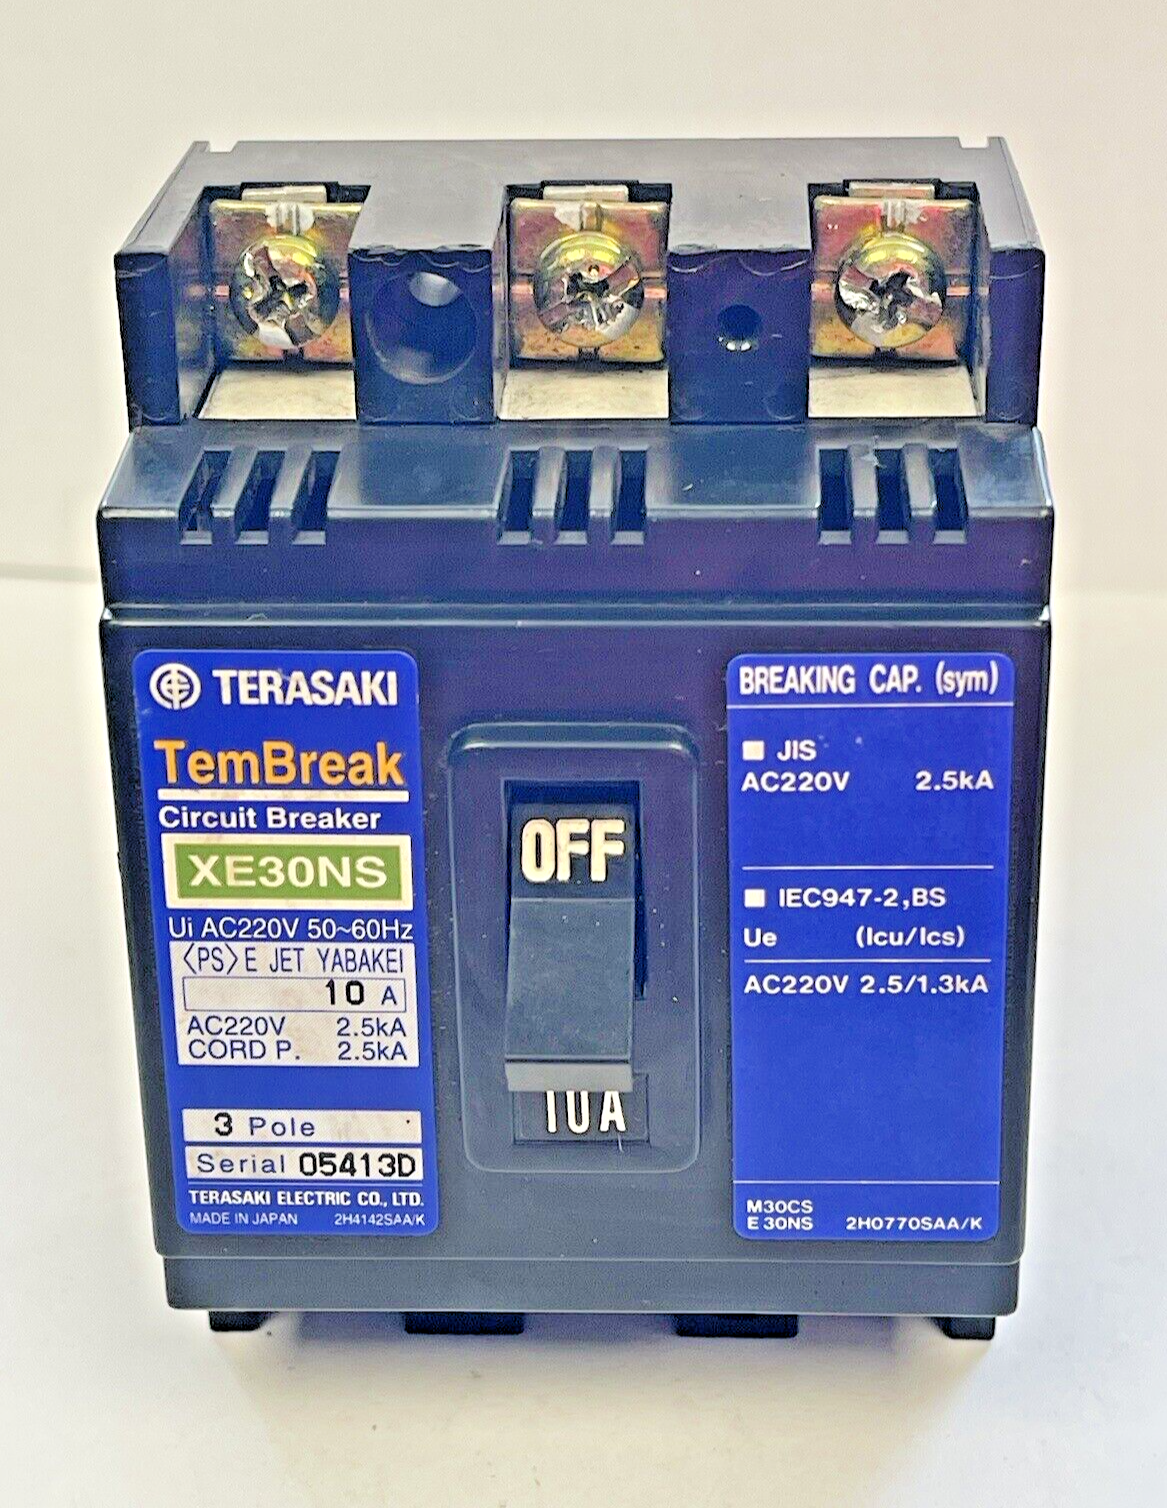 TERASAKI
TemBreak
Circuit Breaker
XE30NS
Ui AC220V 50~60Hz
〈PS〉E JET YABAKEI
10 A
AC220V 2.5kA
CORD P. 2.5kA
3 Pole
Serial 05413D
TERASAKI ELECTRIC CO., LTD.
MADE IN JAPAN 2H4142SAA/K
OFF
10A
BREAKING CAP. (sym)
JIS
AC220V 2.5kA
IEC947-2,BS
Ue (Icu/Ics)
AC220V 2.5/1.3kA
M30CS
E30NS 2H0770SAA/K